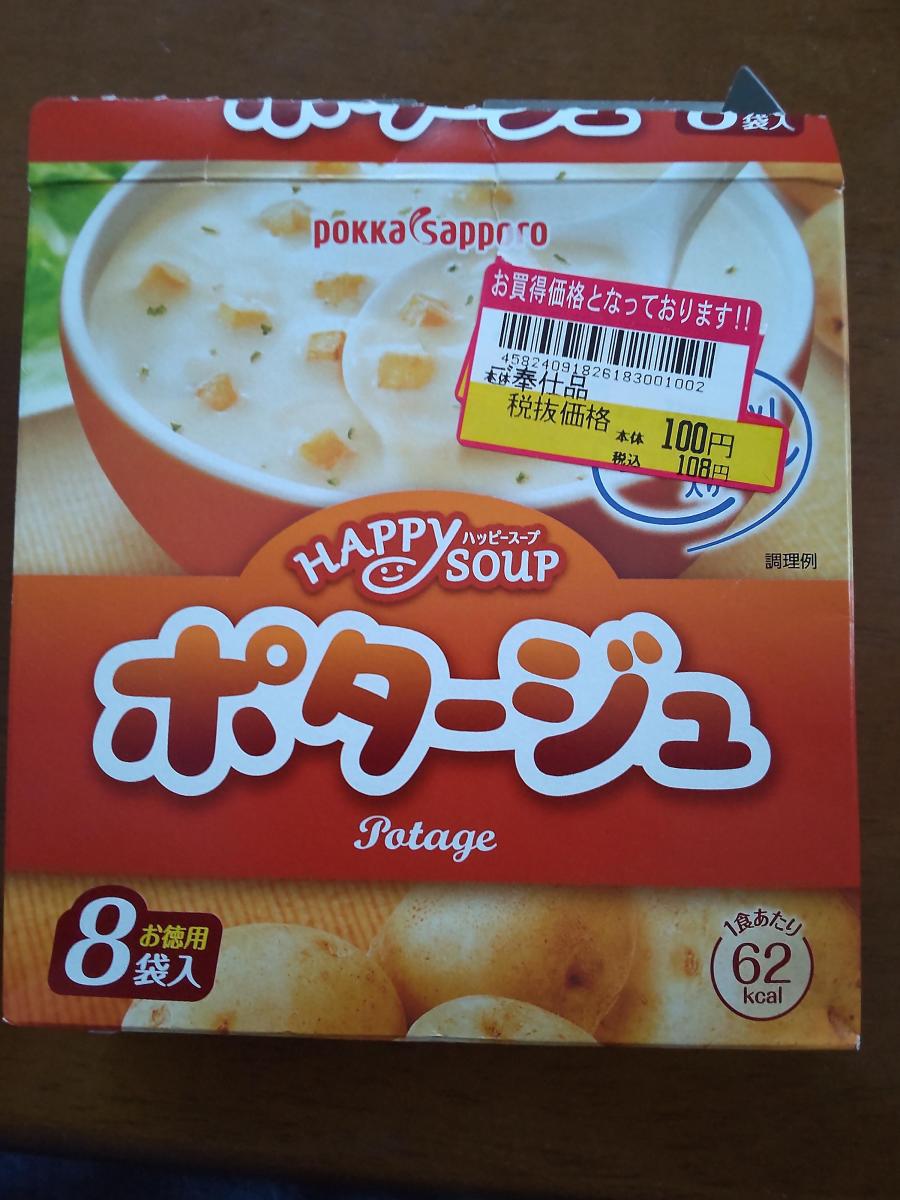 袋入
pokka sapporo
お買得価格となっております!!
45824091826183001002
ご奉仕品
税抜価格
本体 100円
税込 108円
入り
調理例
HAPPY SOUP
ハッピースープ
ポタージュ
Potage
8 お徳用
袋入
1食あたり
62
kcal